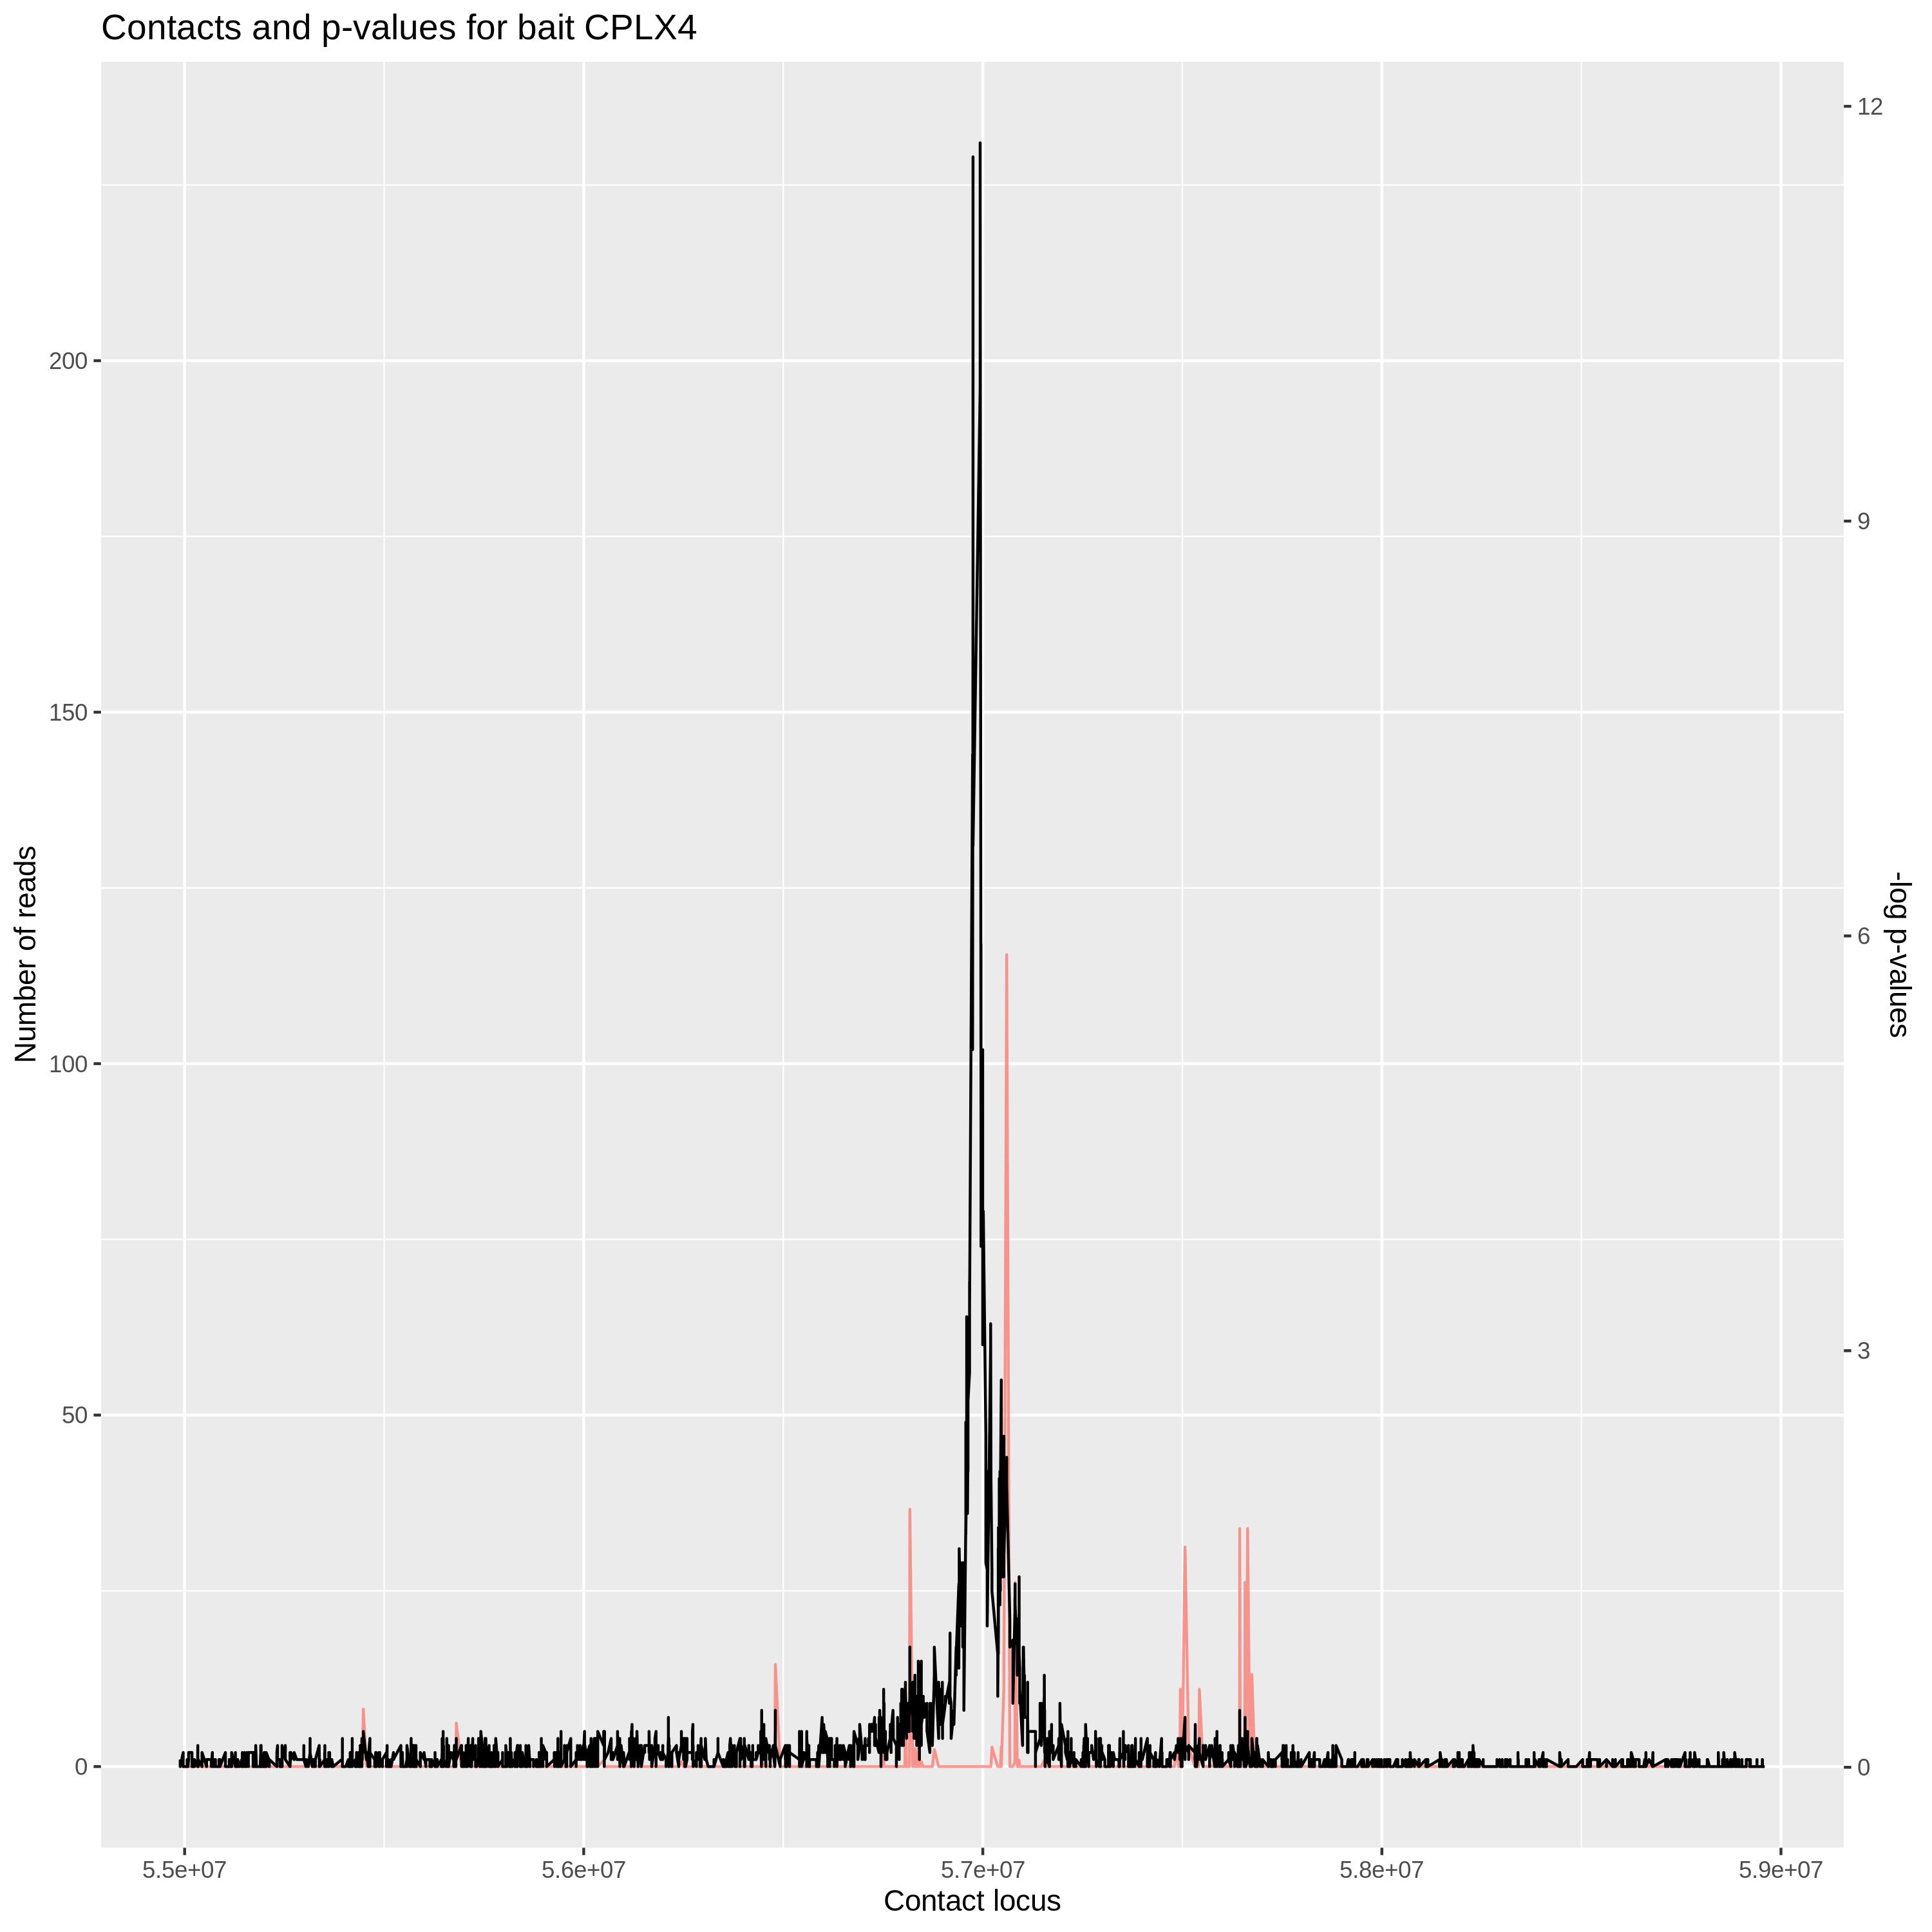 Contacts and p-values for bait CPLX4
Number of reads
200
150
100
50
0
12
9
6
3
0
-log p-values
5.5e+07 5.6e+07 5.7e+07 5.8e+07 5.9e+07
Contact locus